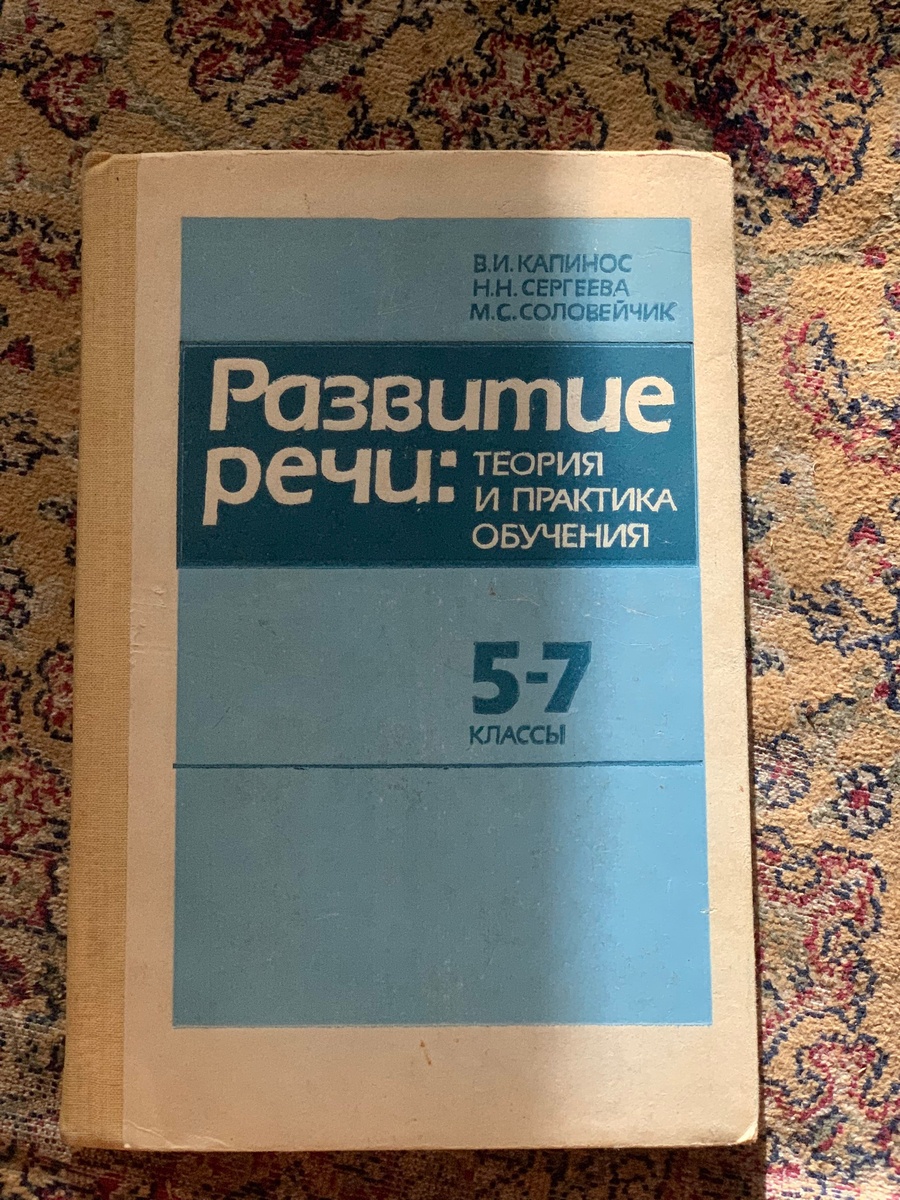 В.И. КАПИНОС
Н.Н. СЕРГЕЕВА
М.С. СОЛОВЕЙЧИК
Развитие
речи: ТЕОРИЯ
И ПРАКТИКА
ОБУЧЕНИЯ
5-7
КЛАССЫ